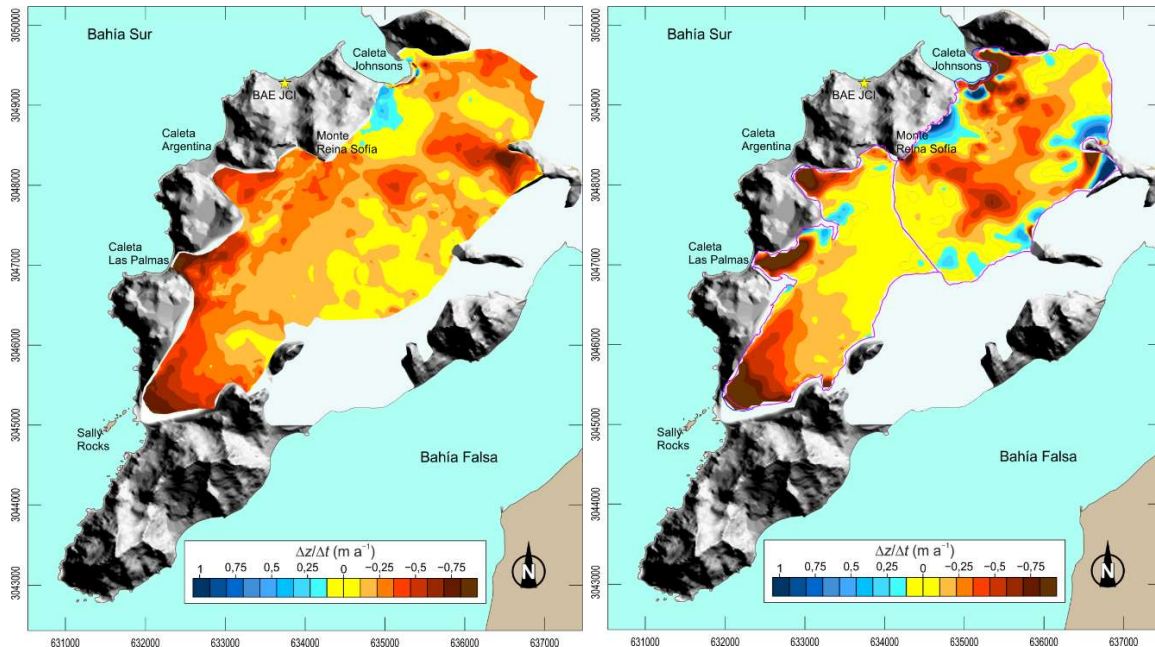 Bahía Sur
Caleta
Johnsons
BAE JCI
Caleta
Argentina
Monte
Reina Sofía
Caleta
Las Palmas
Sally
Rocks
Bahía Falsa
Δz/Δt (m a⁻¹)
1 0,75 0,5 0,25 0 −0,25 −0,5 −0,75
N
3050000
3049000
3048000
3047000
3046000
3045000
3044000
3043000
631000 632000 633000 634000 635000 636000 637000
Bahía Sur
Caleta
Johnsons
BAE JCI
Caleta
Argentina
Monte
Reina Sofía
Caleta
Las Palmas
Sally
Rocks
Bahía Falsa
Δz/Δt (m a⁻¹)
1 0,75 0,5 0,25 0 −0,25 −0,5 −0,75
N
3050000
3049000
3048000
3047000
3046000
3045000
3044000
3043000
631000 632000 633000 634000 635000 636000 637000